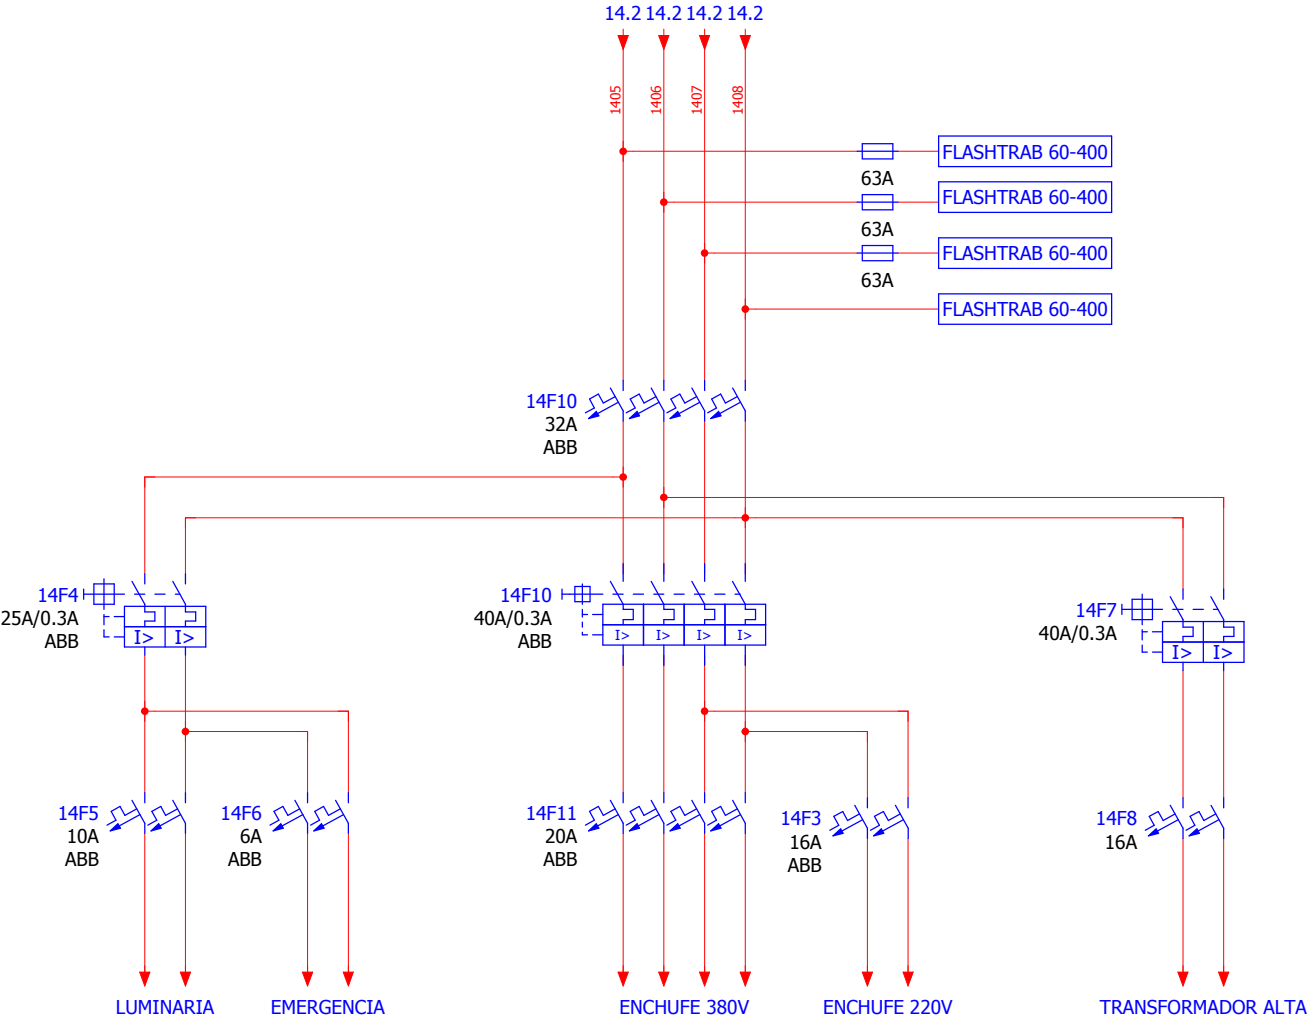 14.2 14.2 14.2 14.2
1405 1406 1407 1408
FLASHTRAB 60-400
63A
FLASHTRAB 60-400
63A
FLASHTRAB 60-400
63A
FLASHTRAB 60-400
14F10
32A
ABB
14F4
25A/0.3A
ABB
I> I>
14F10
40A/0.3A
ABB
I> I> I> I>
14F7
40A/0.3A
I> I>
14F5
10A
ABB
14F6
6A
ABB
14F11
20A
ABB
14F3
16A
ABB
14F8
16A
LUMINARIA
EMERGENCIA
ENCHUFE 380V
ENCHUFE 220V
TRANSFORMADOR ALTA